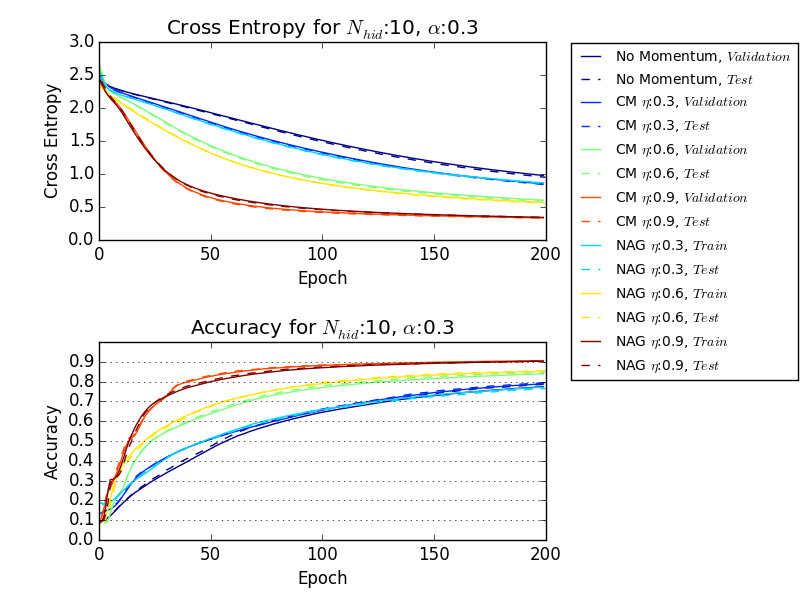 Cross Entropy for N_hid:10, α:0.3
Cross Entropy
3.0
2.5
2.0
1.5
1.0
0.5
0.0
0 50 100 150 200
Epoch
No Momentum, Validation
No Momentum, Test
CM η:0.3, Validation
CM η:0.3, Test
CM η:0.6, Validation
CM η:0.6, Test
CM η:0.9, Validation
CM η:0.9, Test
NAG η:0.3, Train
NAG η:0.3, Test
NAG η:0.6, Train
NAG η:0.6, Test
NAG η:0.9, Train
NAG η:0.9, Test
Accuracy for N_hid:10, α:0.3
Accuracy
0.9
0.8
0.7
0.6
0.5
0.4
0.3
0.2
0.1
0.0
0 50 100 150 200
Epoch